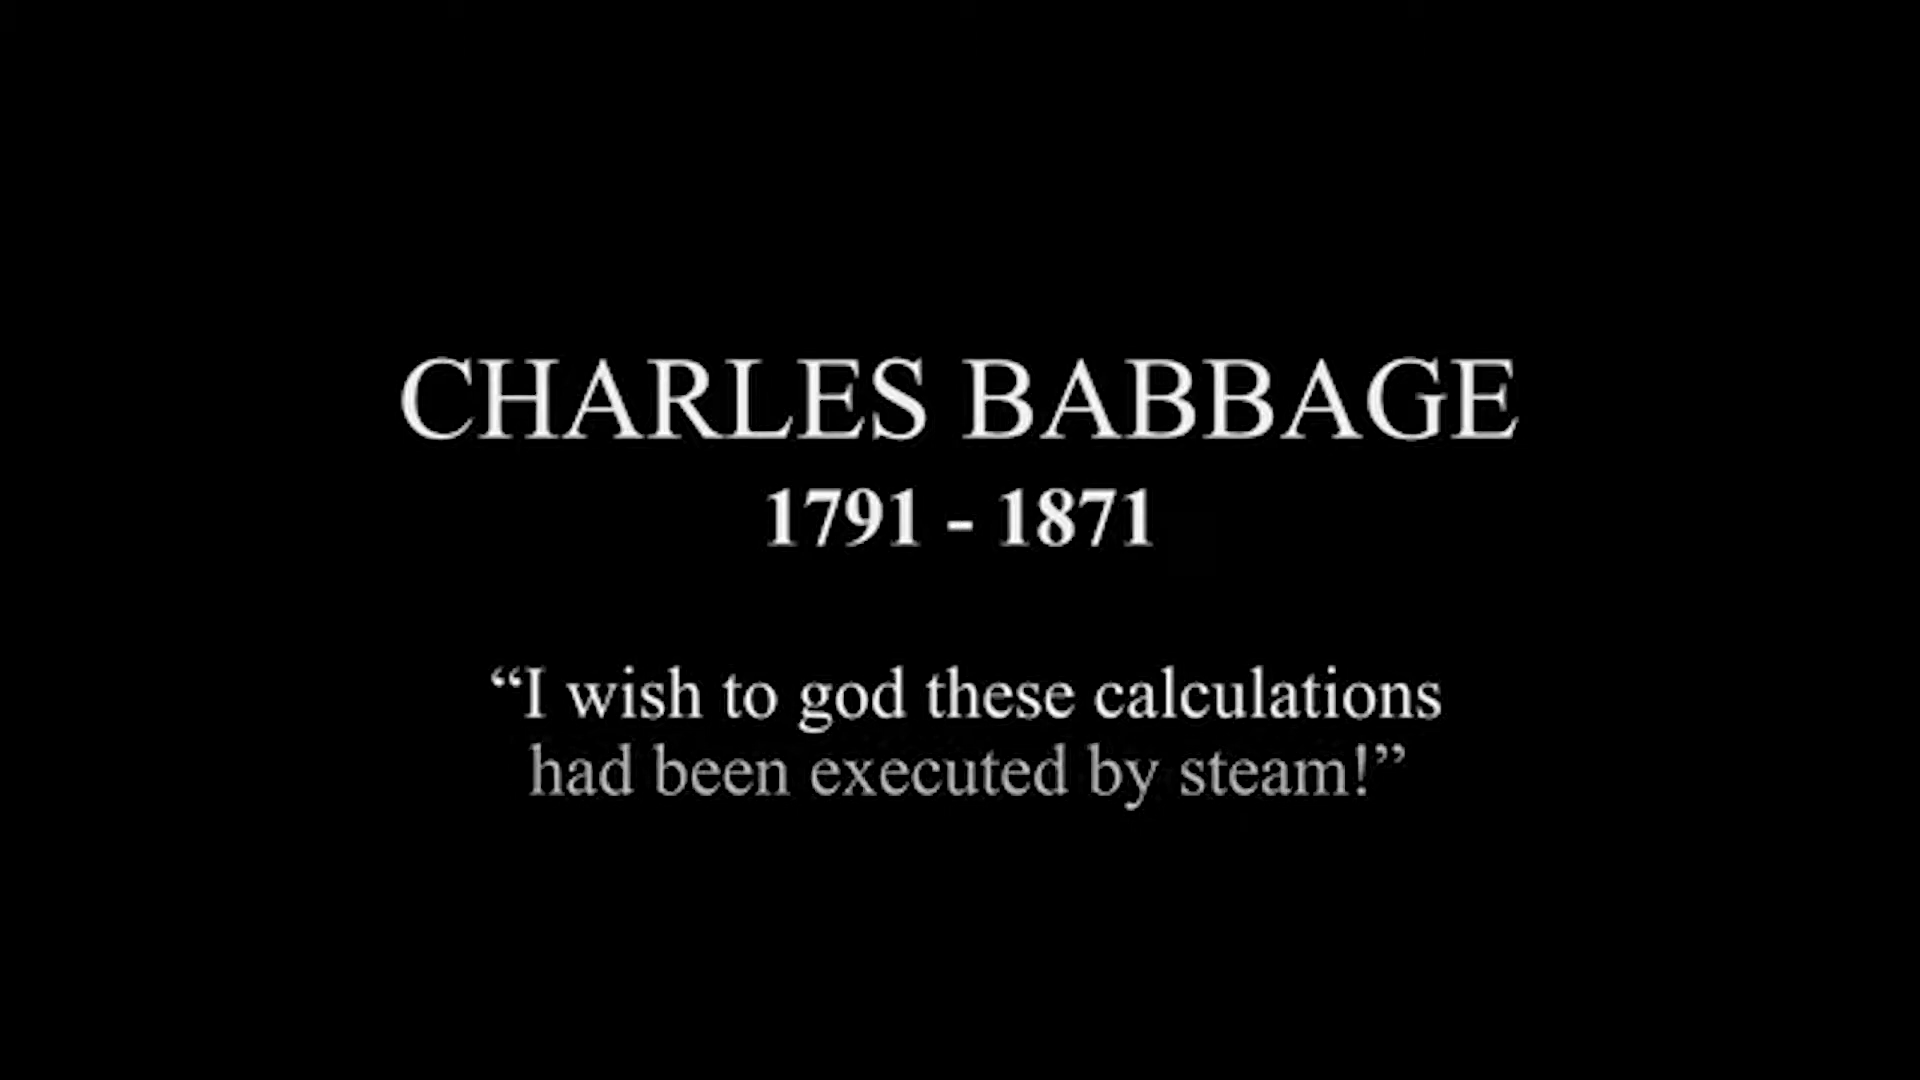 CHARLES BABBAGE
1791 - 1871
“I wish to god these calculations
had been executed by steam!”